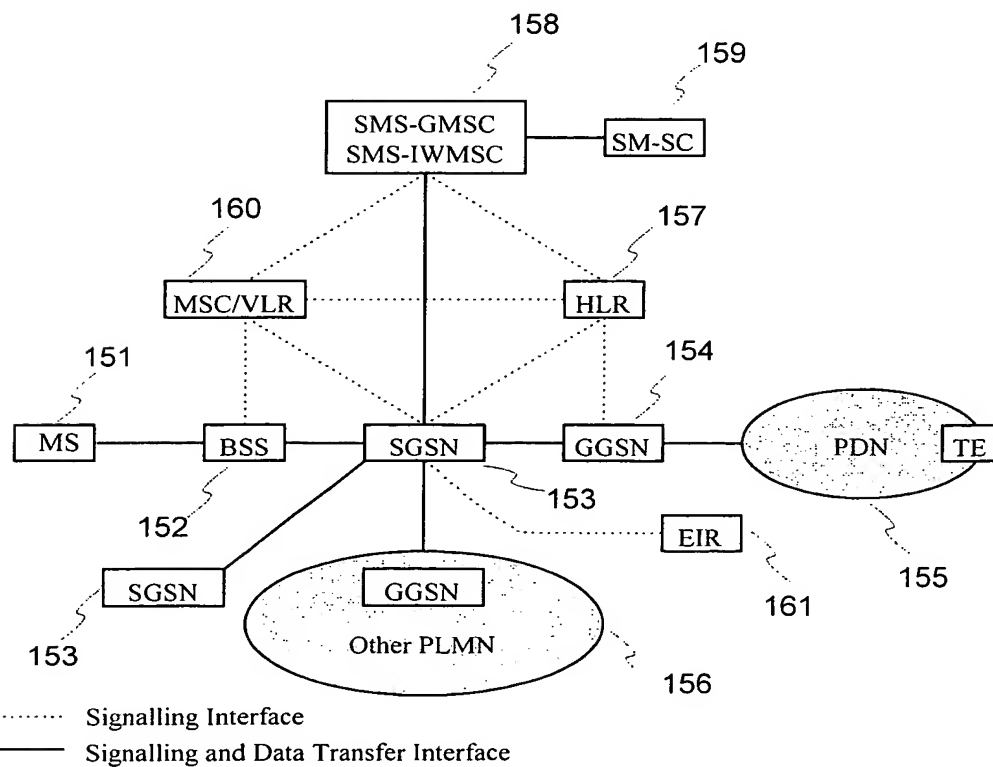 158
159
SMS-GMSC
SMS-IWMSC
SM-SC
160
157
MSC/VLR
HLR
151
154
MS
BSS
SGSN
GGSN
PDN
TE
152
153
EIR
155
161
SGSN
GGSN
153
Other PLMN
156
Signalling Interface
Signalling and Data Transfer Interface